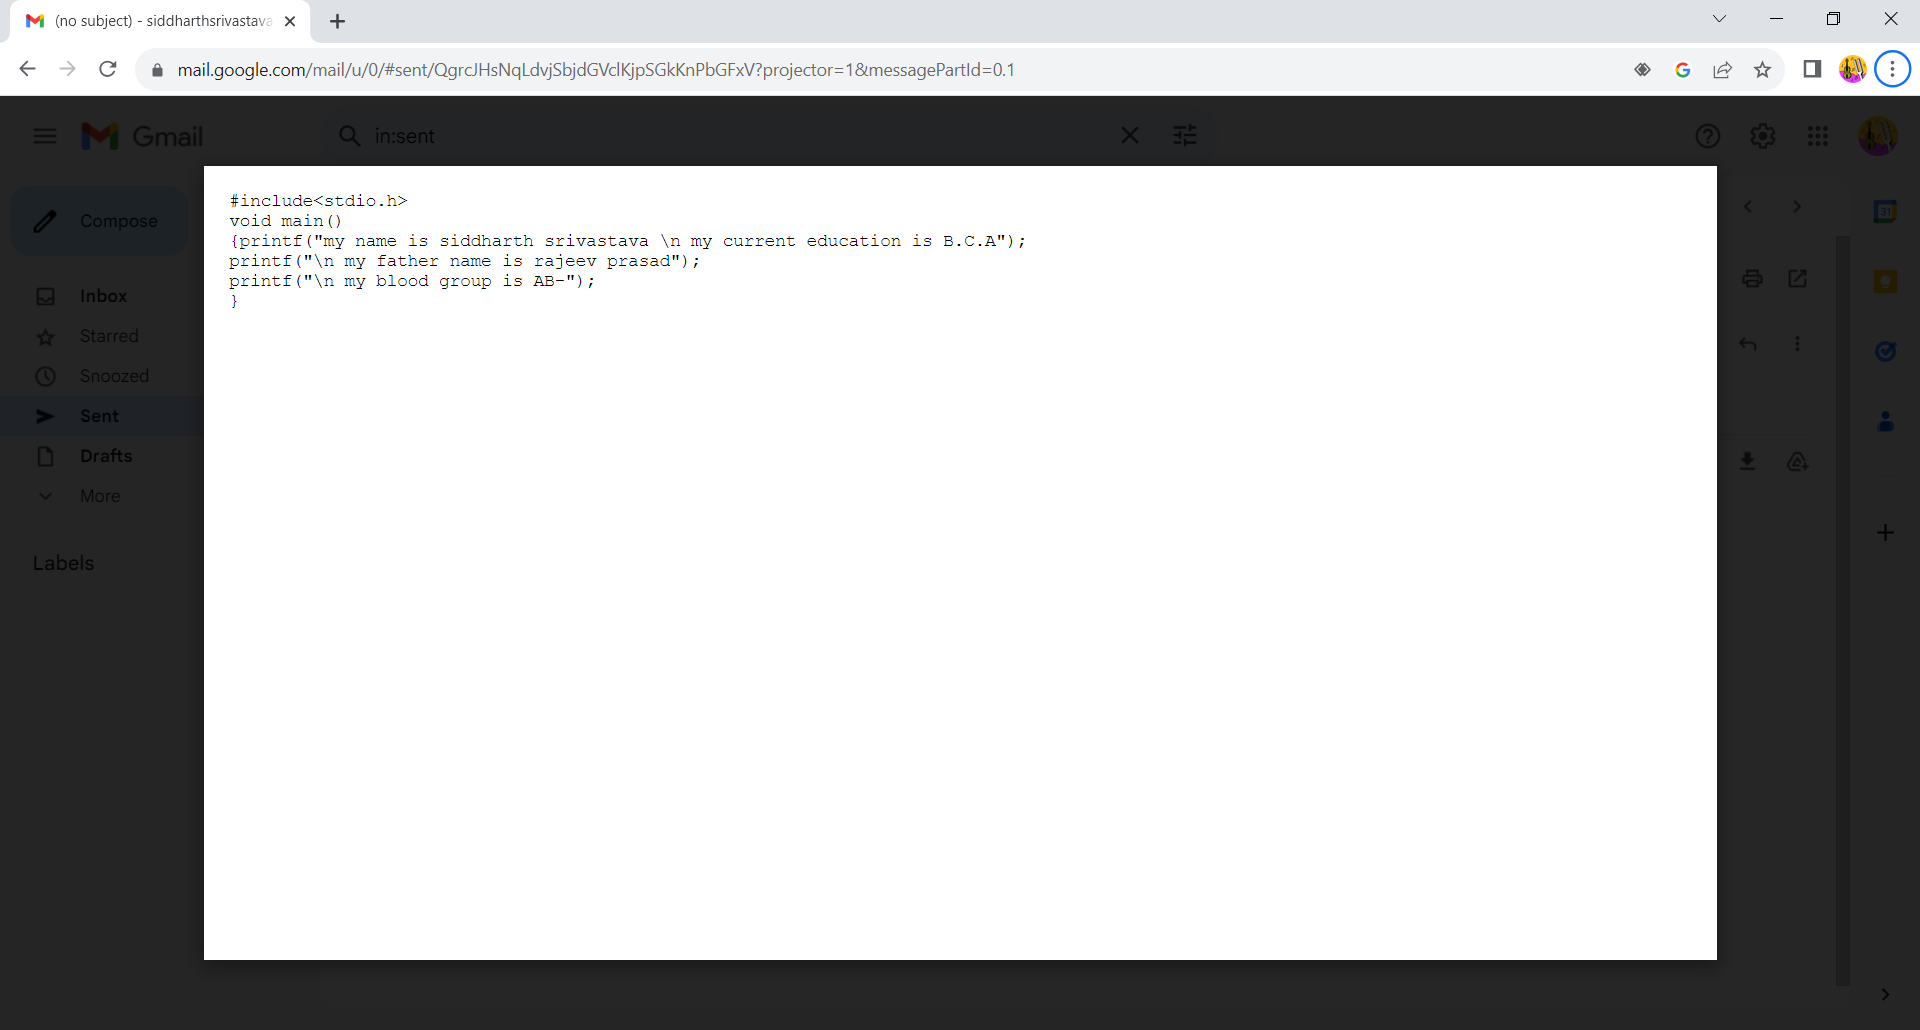 (no subject) - siddharthsrivastava
mail.google.com/mail/u/0/#sent/QgrcJHsNqLdvjSbjdGVclKjpSGkKnPbGFxV?projector=1&messagePartId=0.1
Gmail
in:sent
Compose
Inbox
Starred
Snoozed
Sent
Drafts
More
Labels
#include<stdio.h>
void main()
{printf("my name is siddharth srivastava \n my current education is B.C.A");
printf("\n my father name is rajeev prasad");
printf("\n my blood group is AB-");
}
31